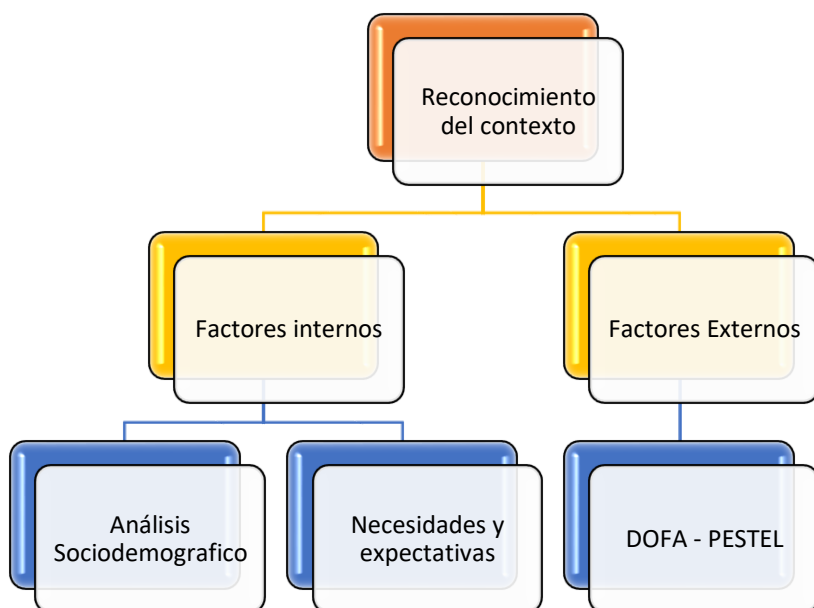 Reconocimiento
del contexto
Factores internos
Factores Externos
Análisis
Sociodemografico
Necesidades y
expectativas
DOFA - PESTEL